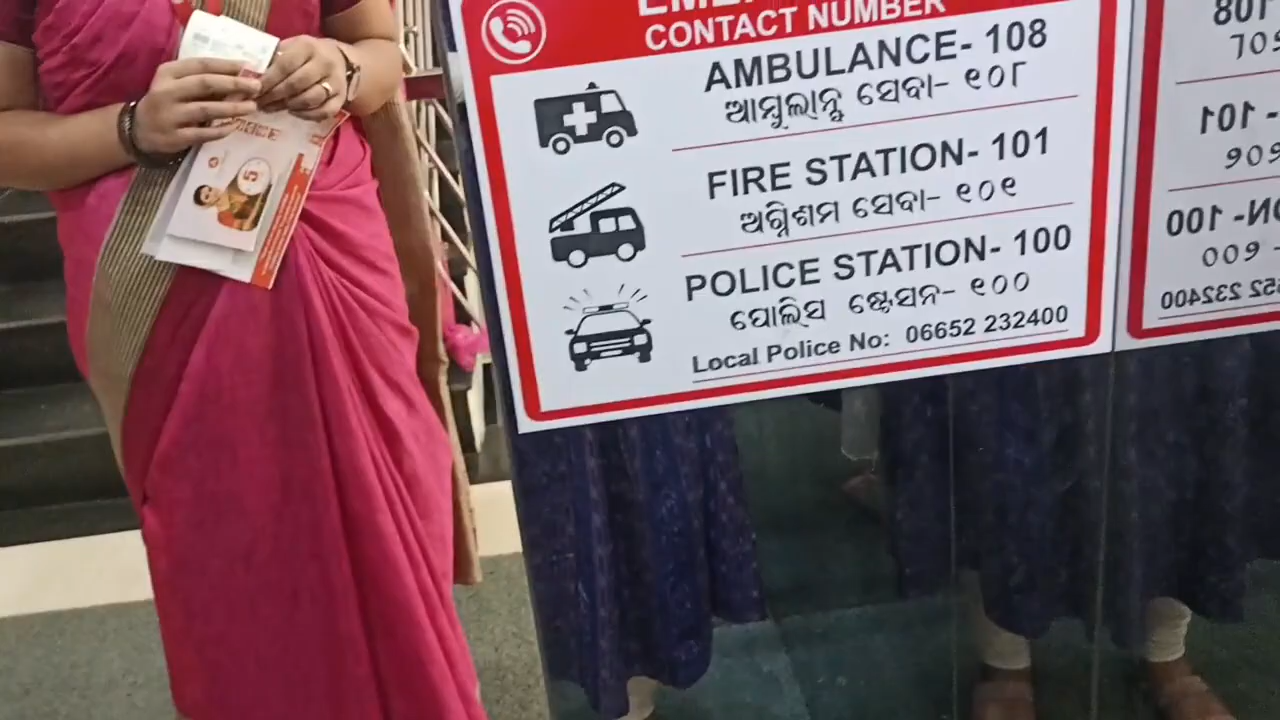 CONTACT NUMBER
AMBULANCE- 108
ଆମ୍ବୁଲାନ୍ସ ସେବା- ୧୦୮
FIRE STATION- 101
ଅଗ୍ନିଶମ ସେବା- ୧୦୧
POLICE STATION- 100
ପୋଲିସ ଷ୍ଟେସନ- ୧୦୦
Local Police No: 06652 232400